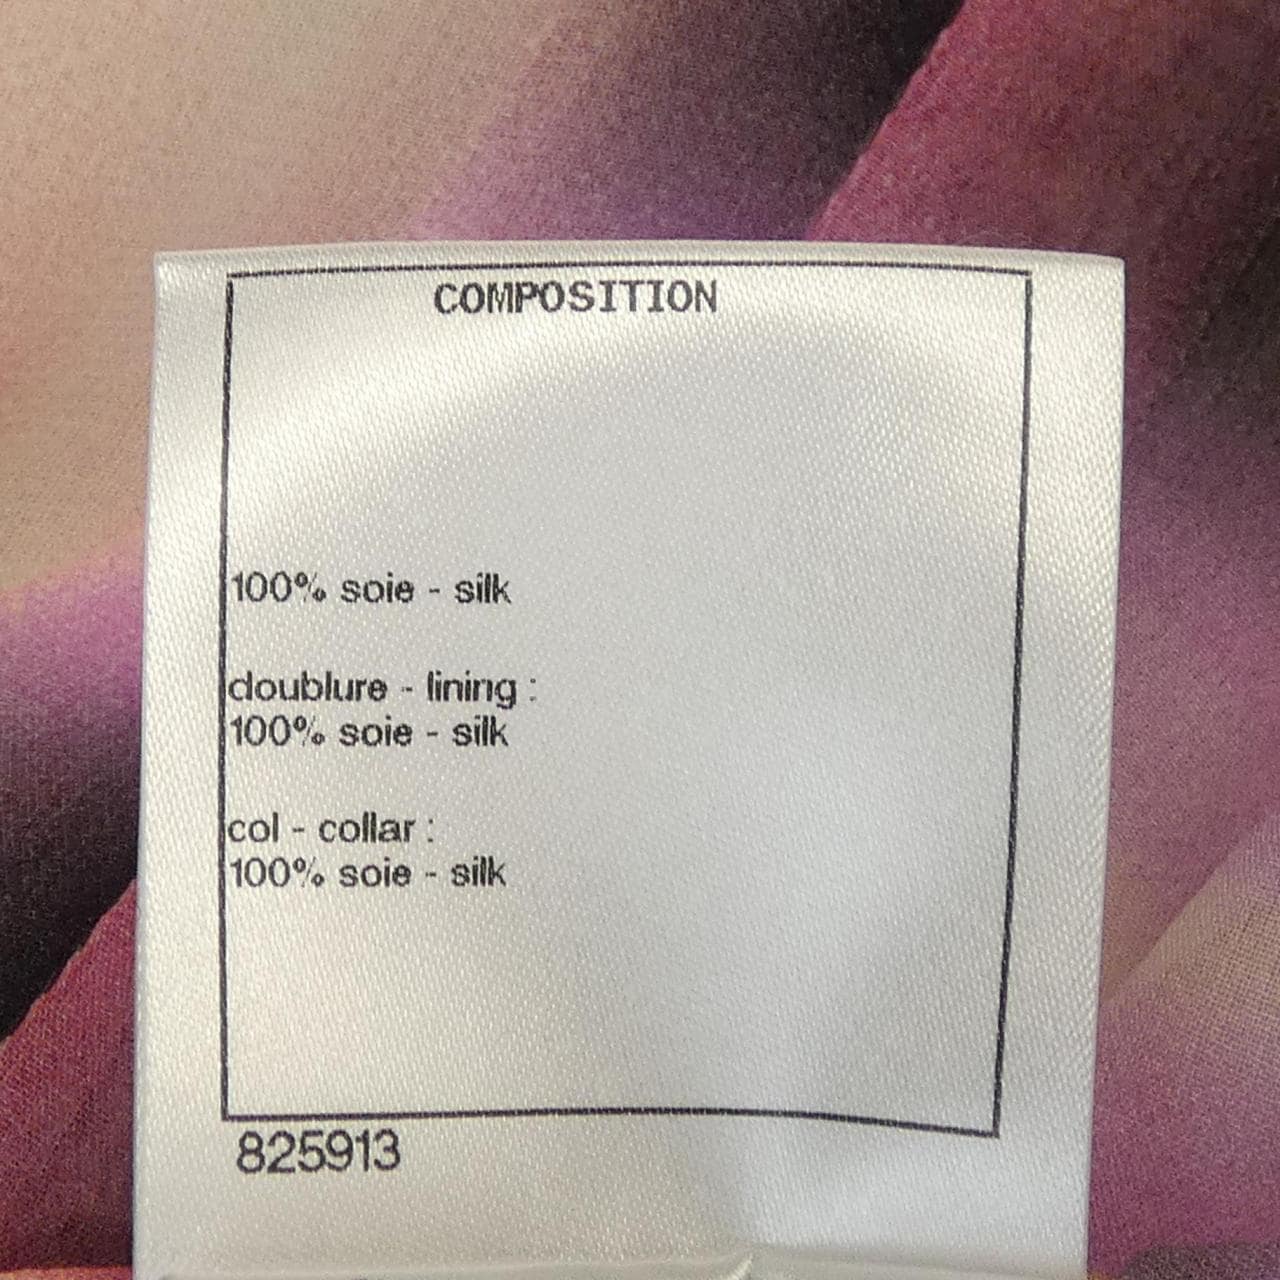 COMPOSITION
100% soie - silk
doublure - lining :
100% soie - silk
col - collar :
100% soie - silk
825913